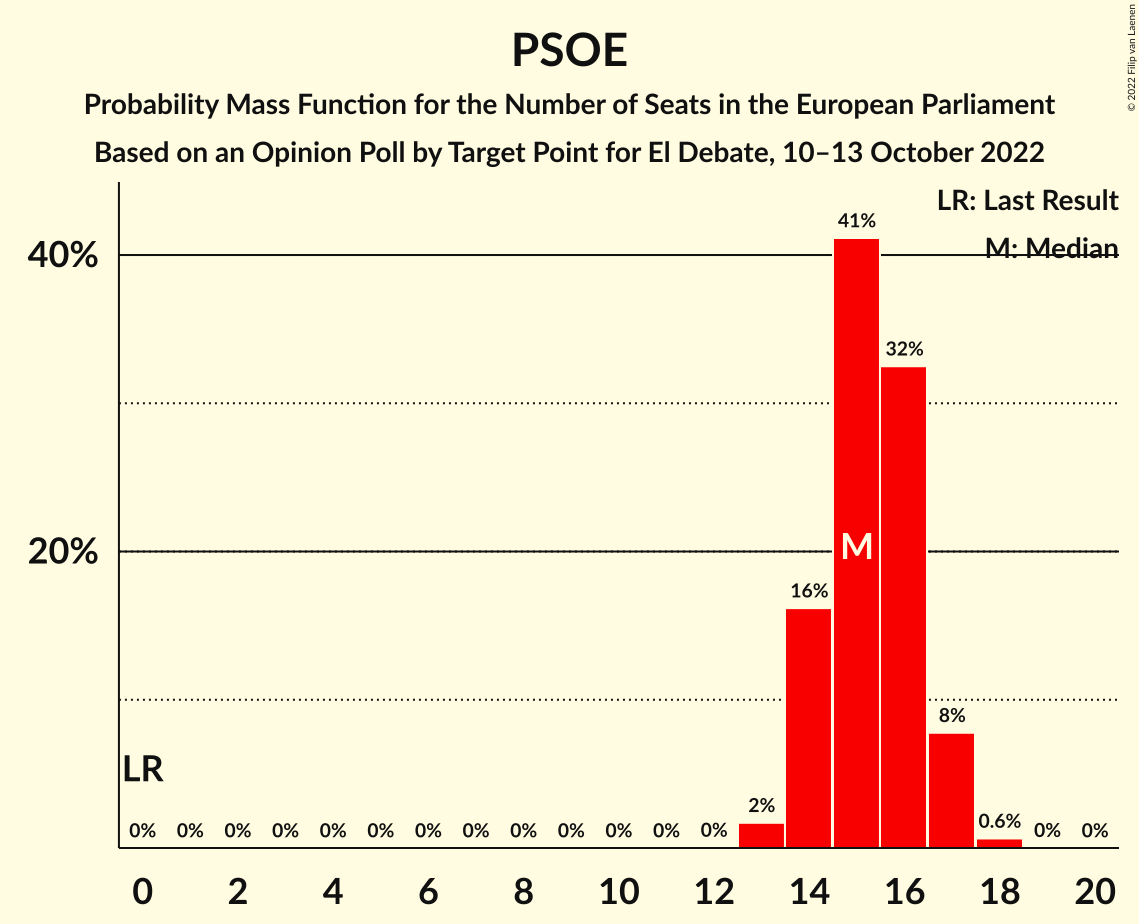 PSOE
Probability Mass Function for the Number of Seats in the European Parliament
Based on an Opinion Poll by Target Point for El Debate, 10–13 October 2022
© 2022 Filip van Laenen
LR: Last Result
M: Median
40%
20%
41%
32%
16%
8%
2%
0.6%
M
LR
0% 0% 0% 0% 0% 0% 0% 0% 0% 0% 0% 0% 0% 0% 0%
0 2 4 6 8 10 12 14 16 18 20